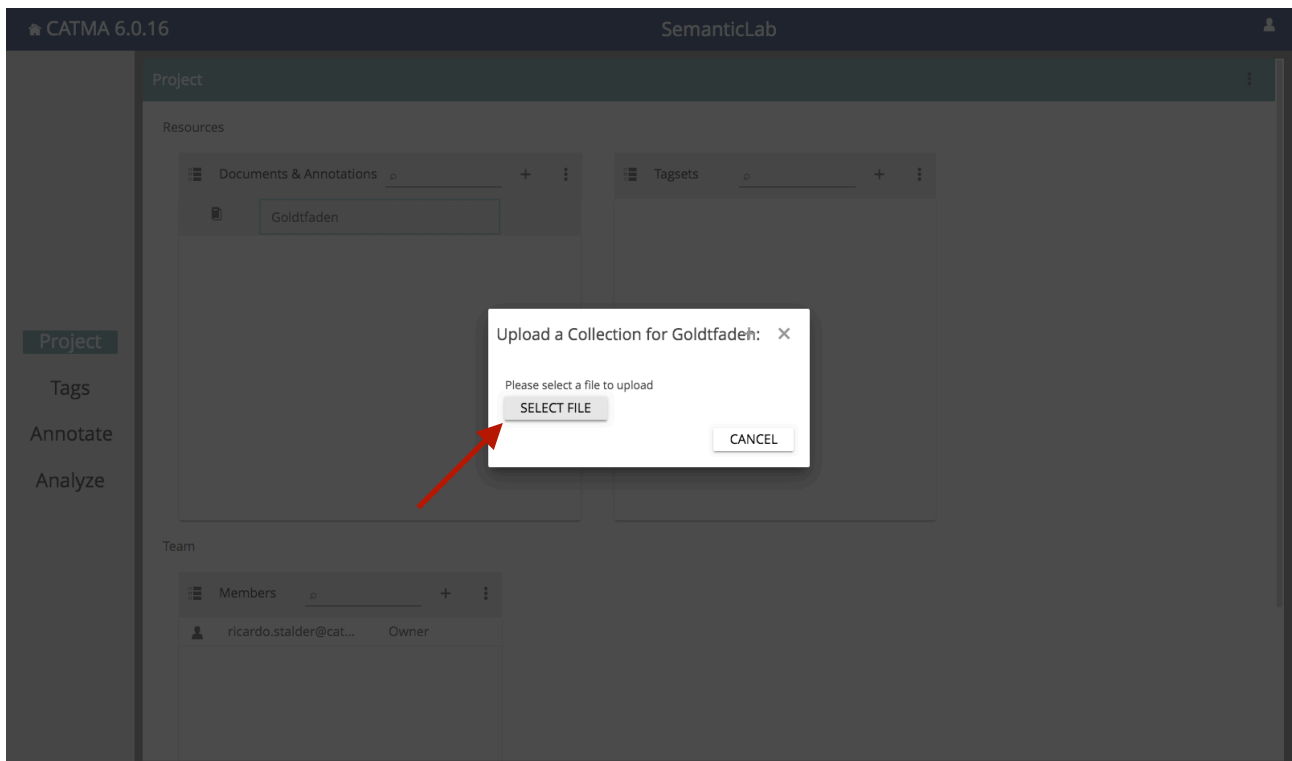 CATMA 6.0.16
SemanticLab
Project
Resources
Documents & Annotations
Tagsets
Goldtfaden
Upload a Collection for Goldtfaden:
Please select a file to upload
SELECT FILE
CANCEL
Project
Tags
Annotate
Analyze
Team
Members
ricardo.stalder@cat... Owner